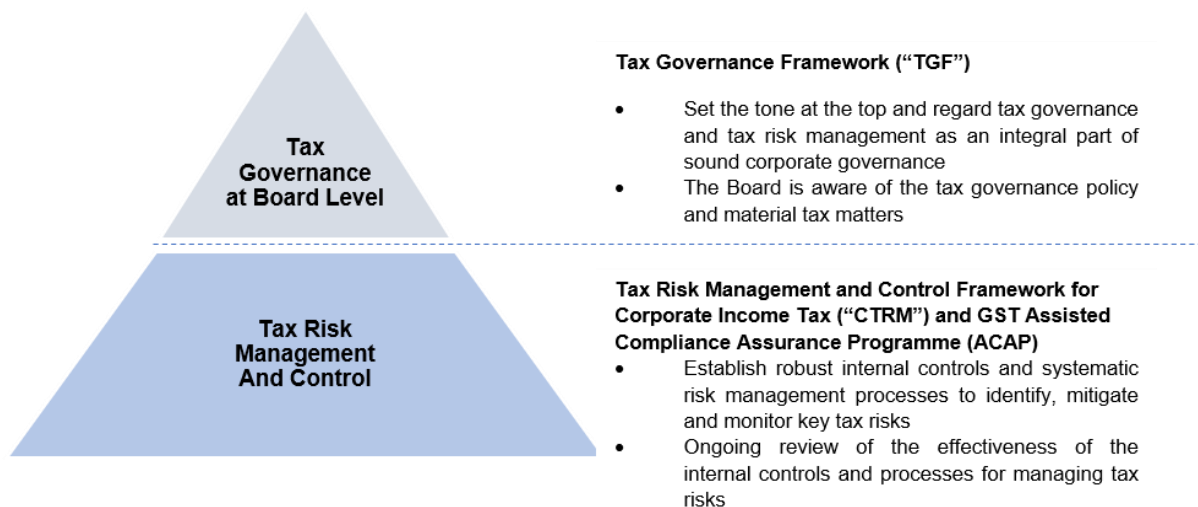 Tax
Governance
at Board Level
Tax Governance Framework (“TGF”)
• Set the tone at the top and regard tax governance
and tax risk management as an integral part of
sound corporate governance
• The Board is aware of the tax governance policy
and material tax matters
Tax Risk
Management
And Control
Tax Risk Management and Control Framework for
Corporate Income Tax (“CTRM”) and GST Assisted
Compliance Assurance Programme (ACAP)
• Establish robust internal controls and systematic
risk management processes to identify, mitigate
and monitor key tax risks
• Ongoing review of the effectiveness of the
internal controls and processes for managing tax
risks